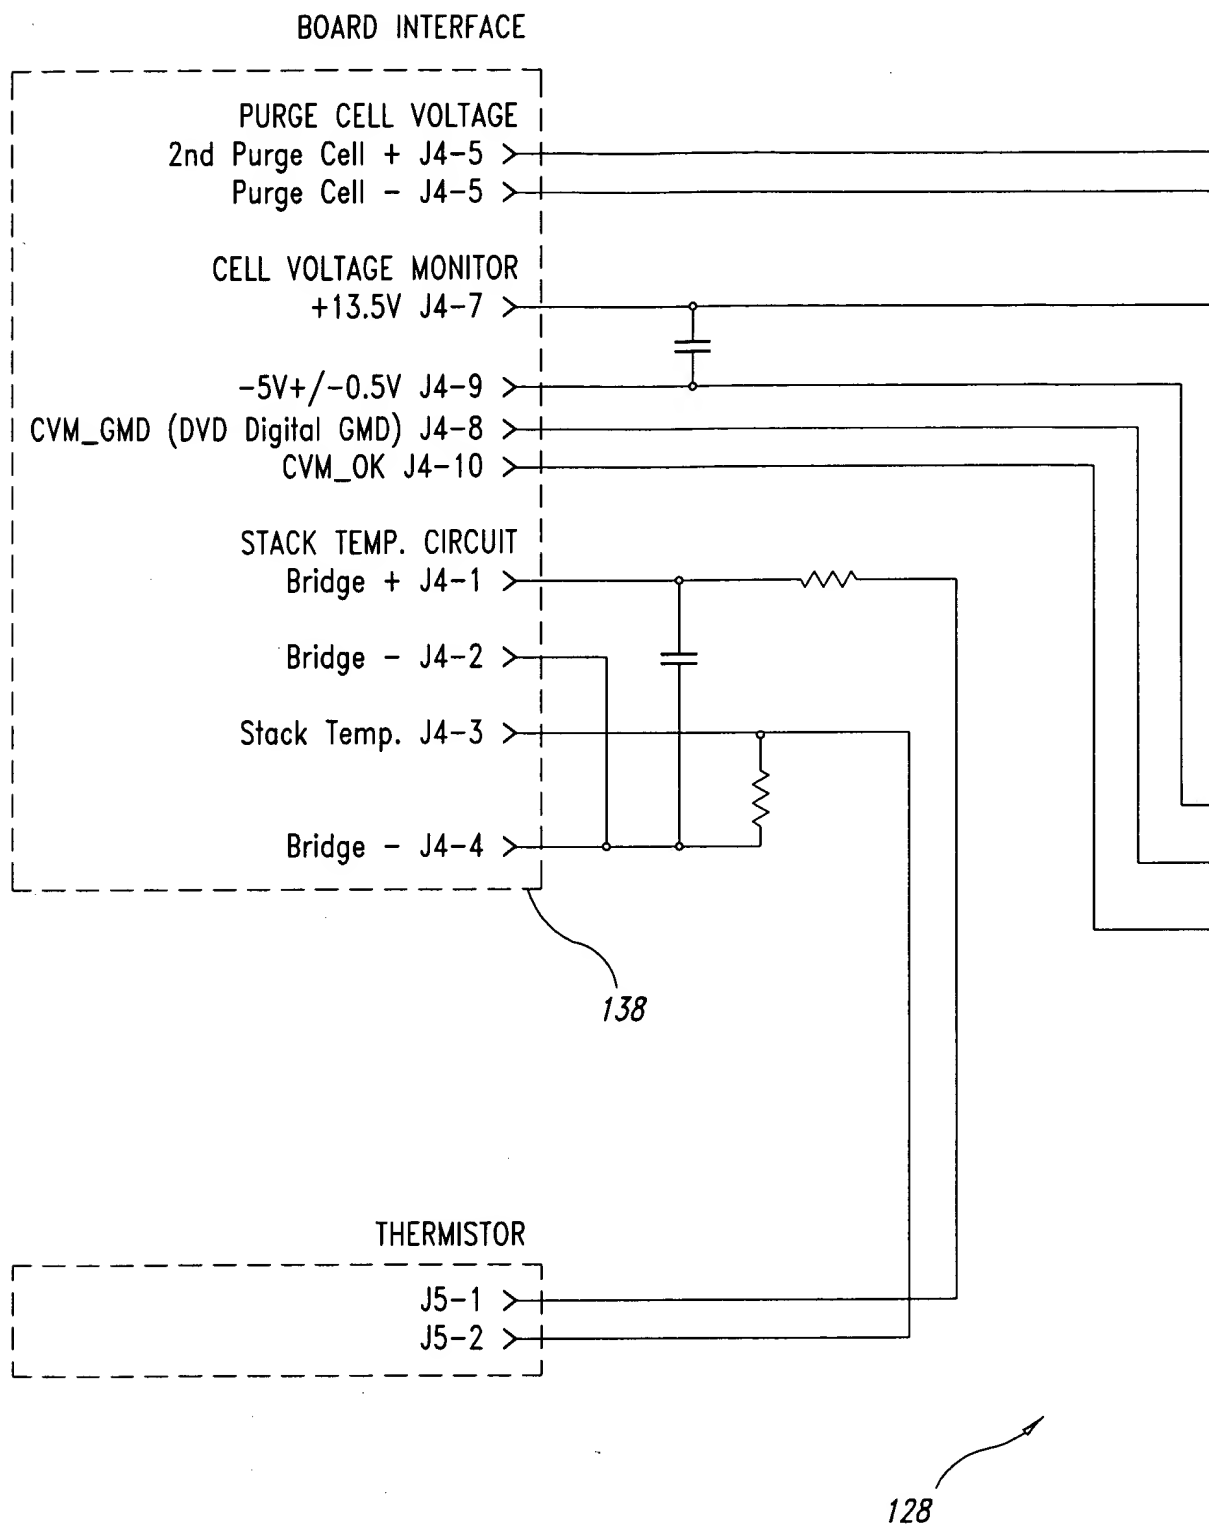 BOARD INTERFACE
PURGE CELL VOLTAGE
2nd Purge Cell + J4-5
Purge Cell - J4-5
CELL VOLTAGE MONITOR
+13.5V J4-7
-5V+/-0.5V J4-9
CVM_GMD (DVD Digital GMD) J4-8
CVM_OK J4-10
STACK TEMP. CIRCUIT
Bridge + J4-1
Bridge - J4-2
Stack Temp. J4-3
Bridge - J4-4
138
THERMISTOR
J5-1
J5-2
128